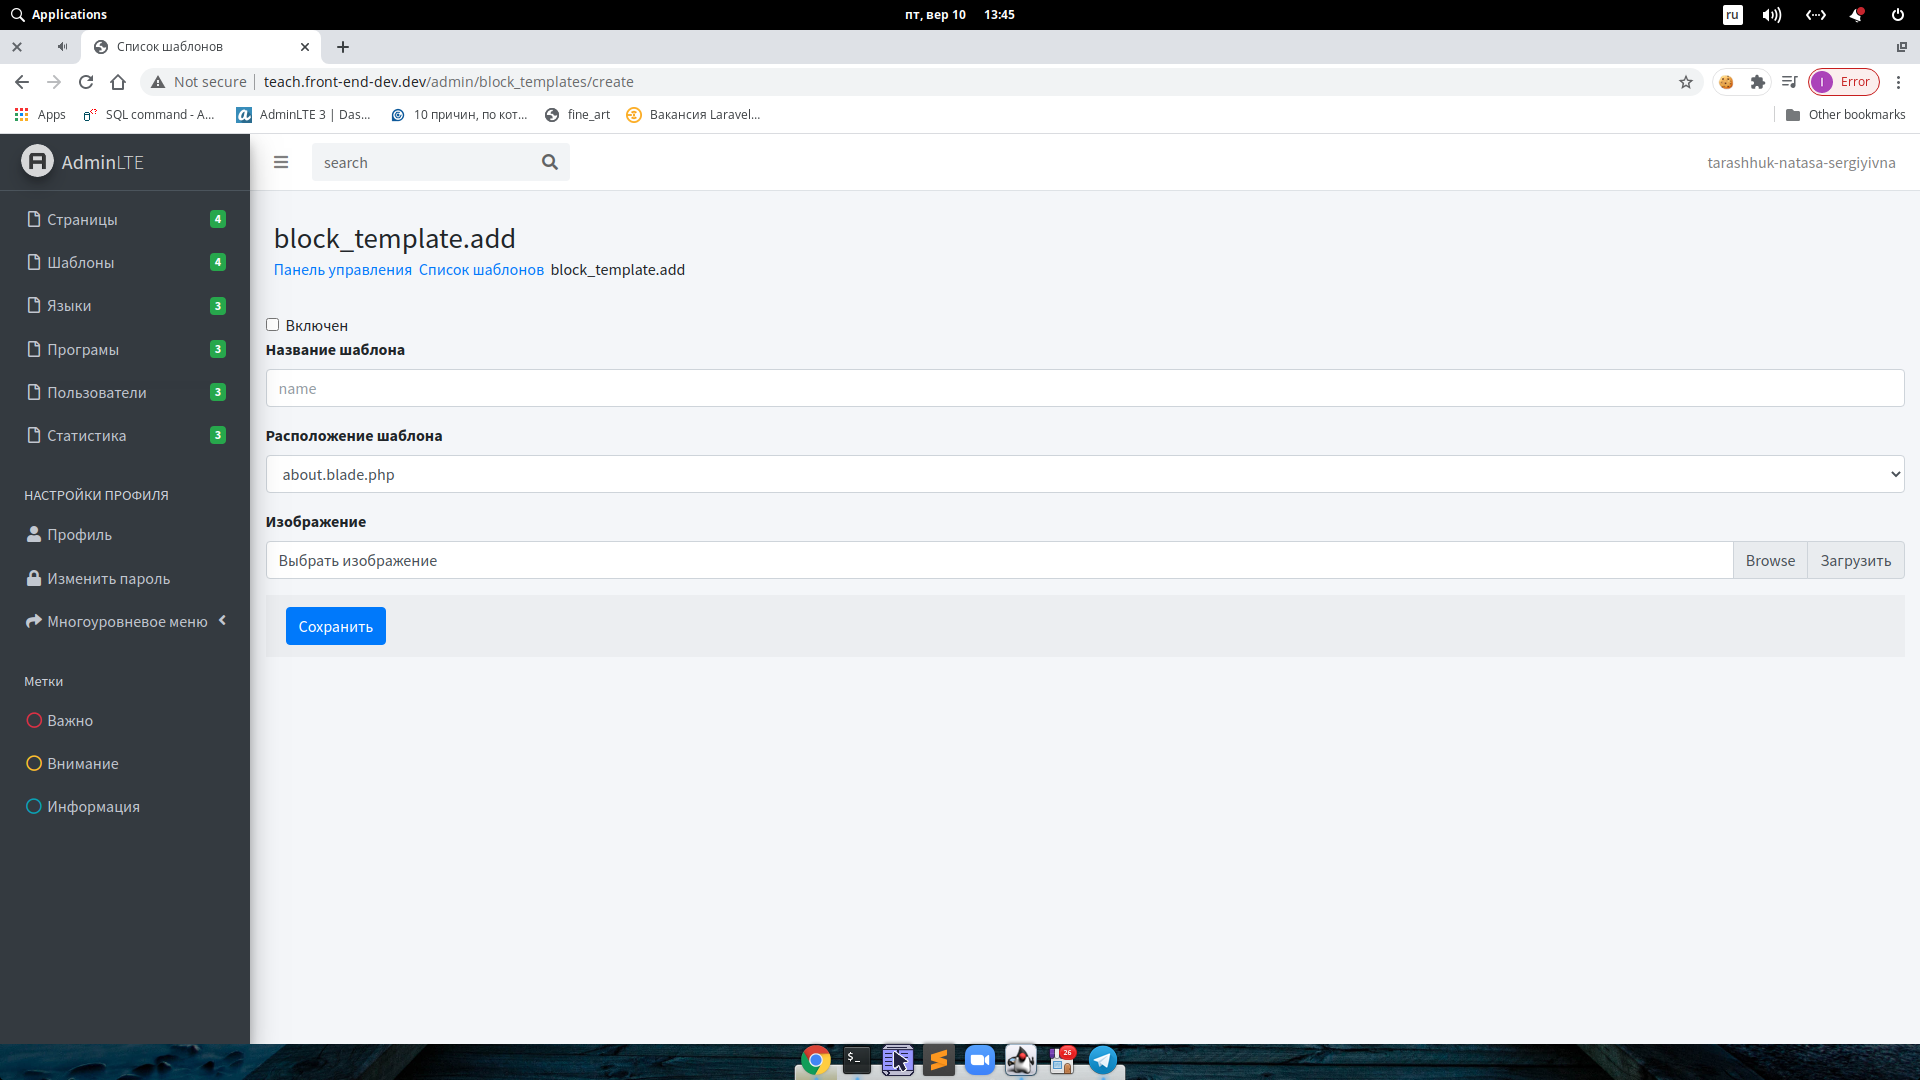 Applications
пт, вер 10 13:45
ru
Список шаблонов
Not secure teach.front-end-dev.dev/admin/block_templates/create
I Error
Apps SQL command - A... AdminLTE 3 | Das... 10 причин, по кот... fine_art Вакансия Laravel... Other bookmarks
AdminLTE
search
tarashhuk-natasa-sergiyivna
Страницы 4
Шаблоны 4
Языки 3
Програмы 3
Пользователи 3
Статистика 3
НАСТРОЙКИ ПРОФИЛЯ
Профиль
Изменить пароль
Многоуровневое меню
Метки
Важно
Внимание
Информация
block_template.add
Панель управления Список шаблонов block_template.add
Включен
Название шаблона
name
Расположение шаблона
about.blade.php
Изображение
Выбрать изображение Browse Загрузить
Сохранить
$_
26